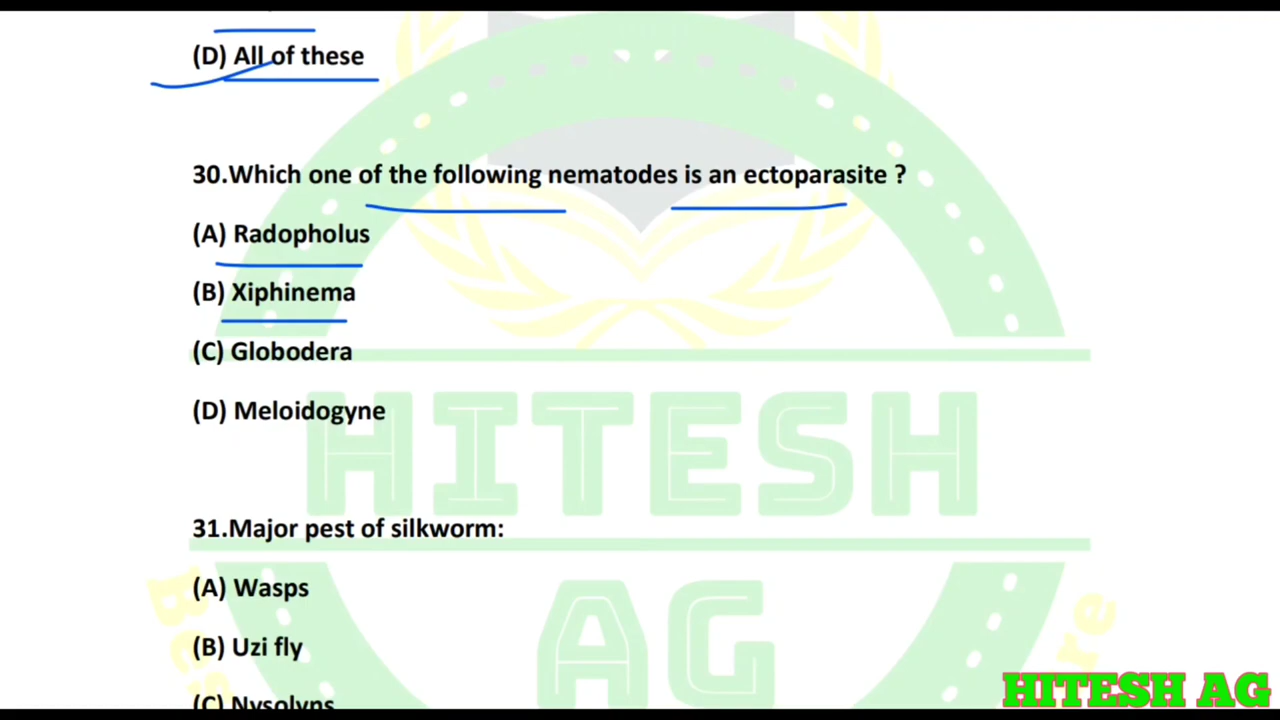 (D) All of these
30.Which one of the following nematodes is an ectoparasite ?
(A) Radopholus
(B) Xiphinema
(C) Globodera
(D) Meloidogyne
31.Major pest of silkworm:
(A) Wasps
(B) Uzi fly
(C) Nysolyns
HITESH
AG
HITESH AG